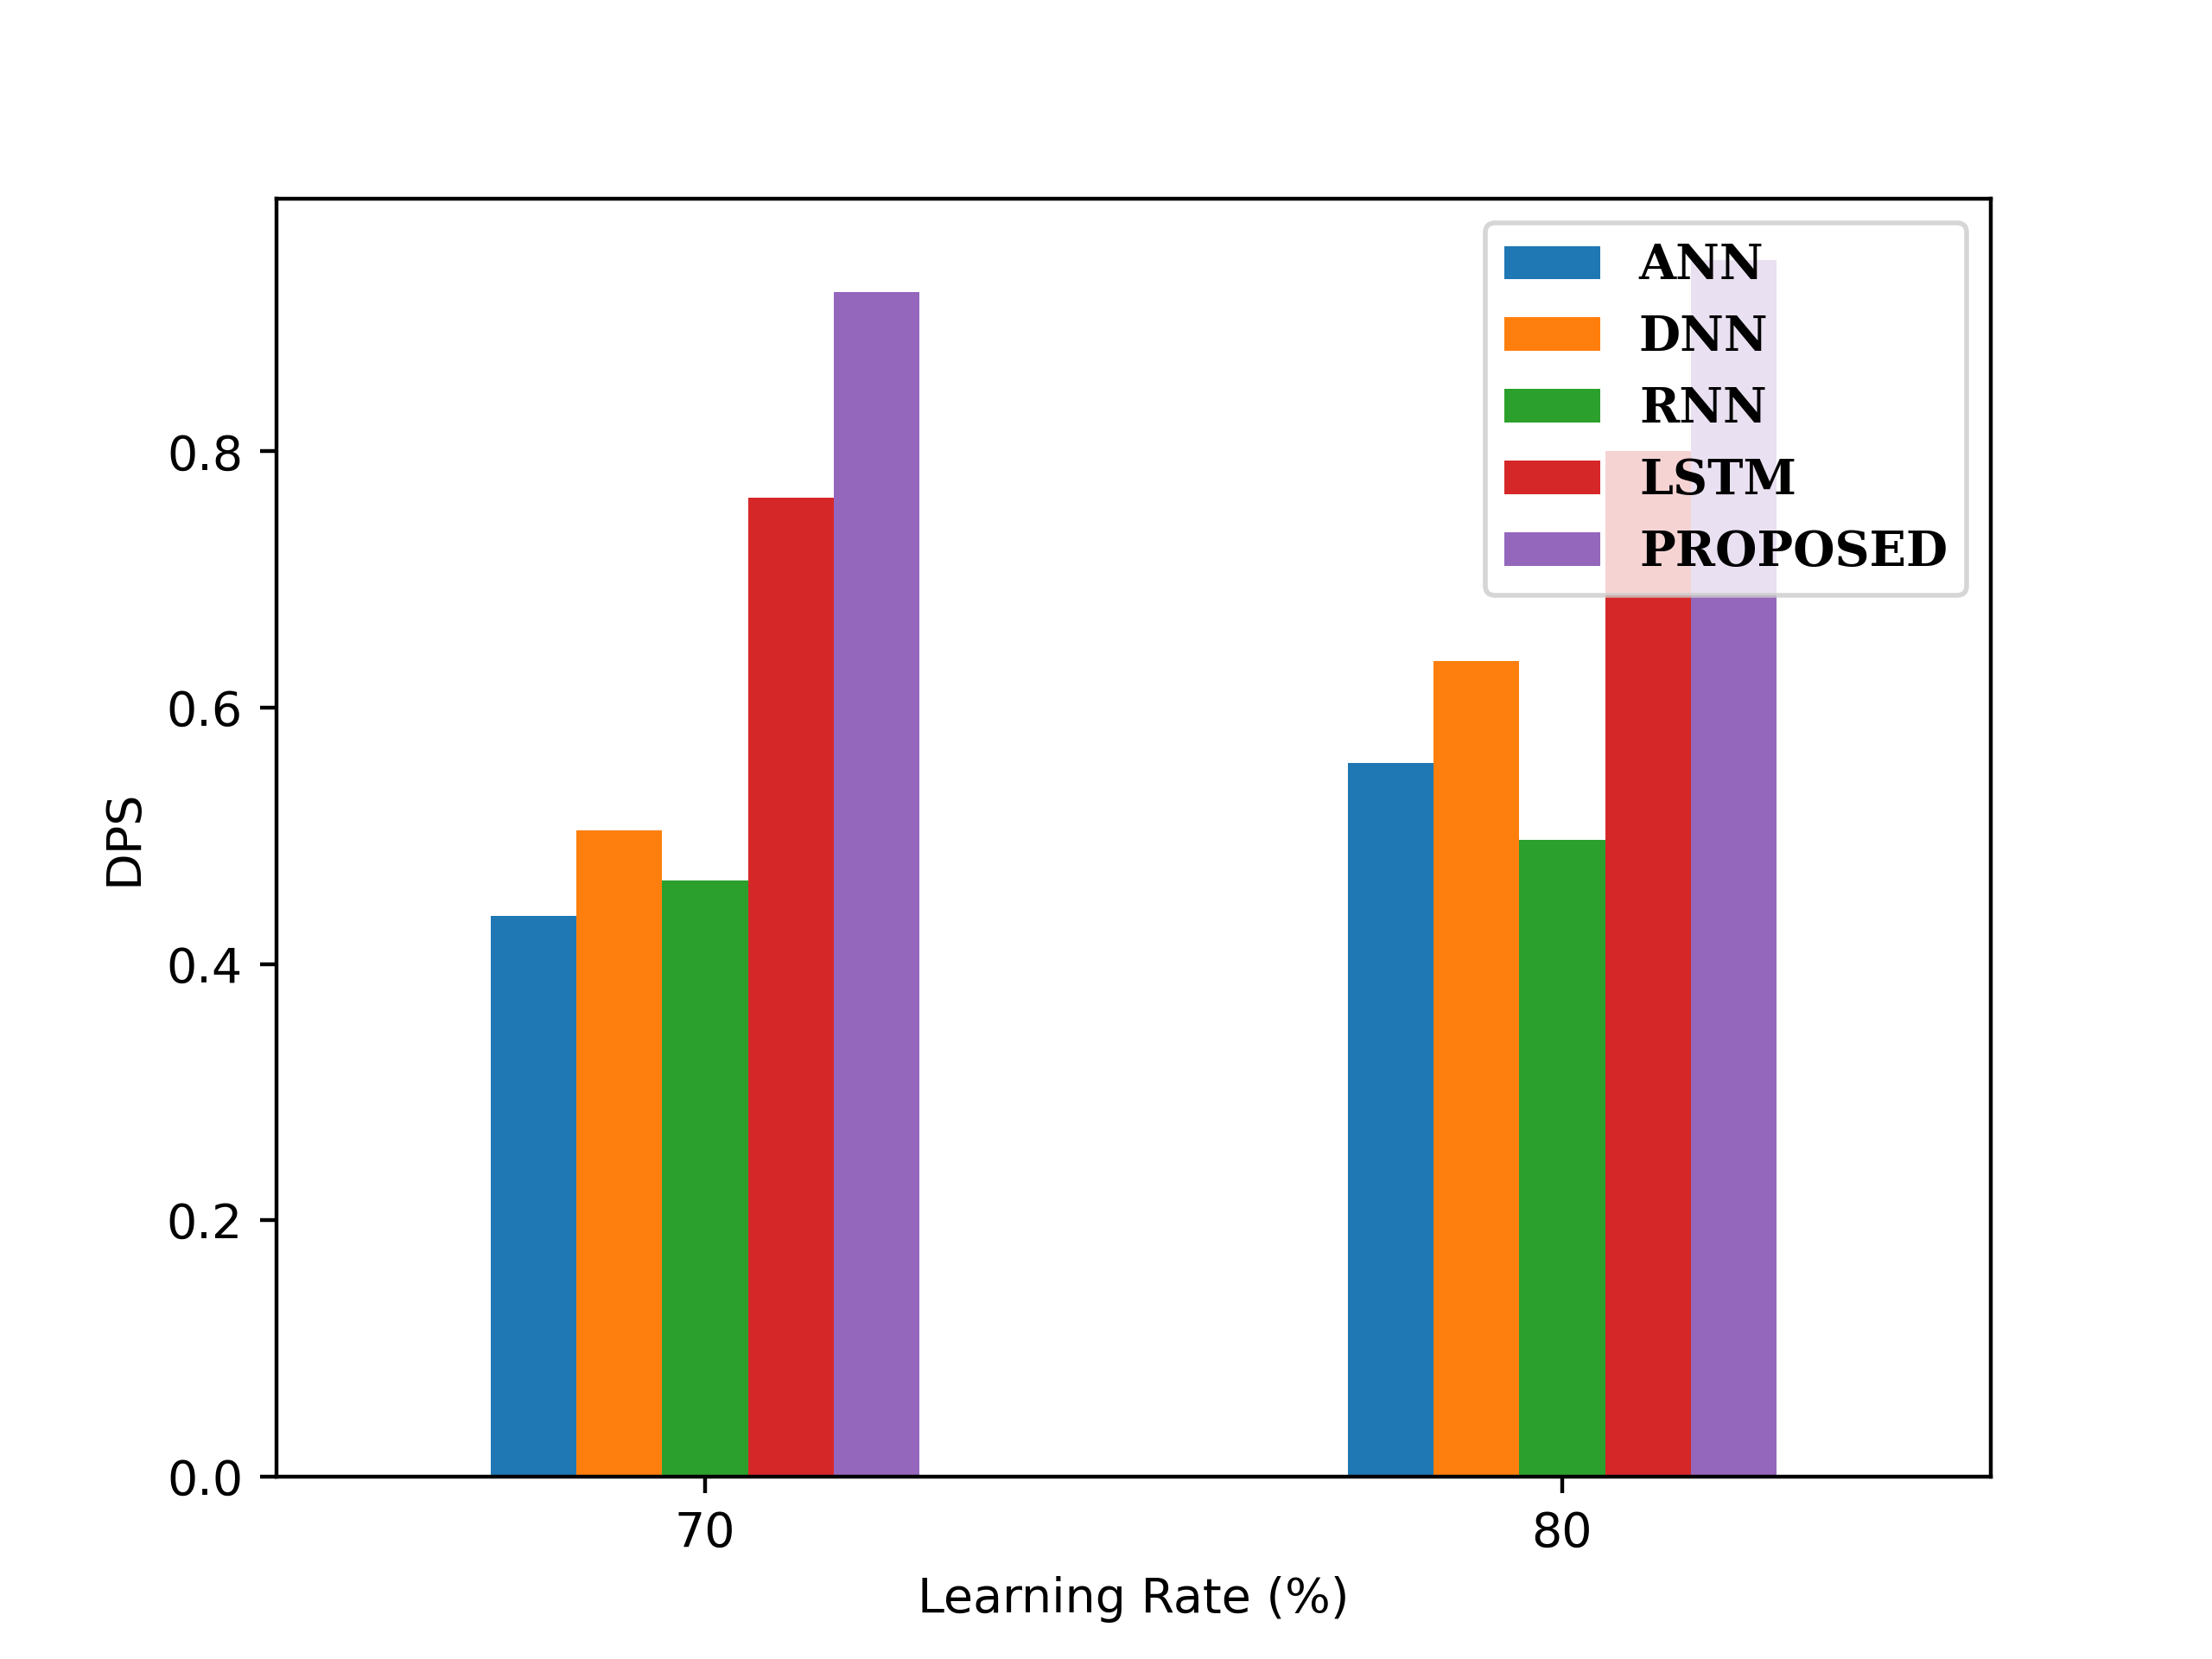 ANN
DNN
RNN
LSTM
PROPOSED
0.8
0.6
0.4
0.2
0.0
DPS
70
80
Learning Rate (%)